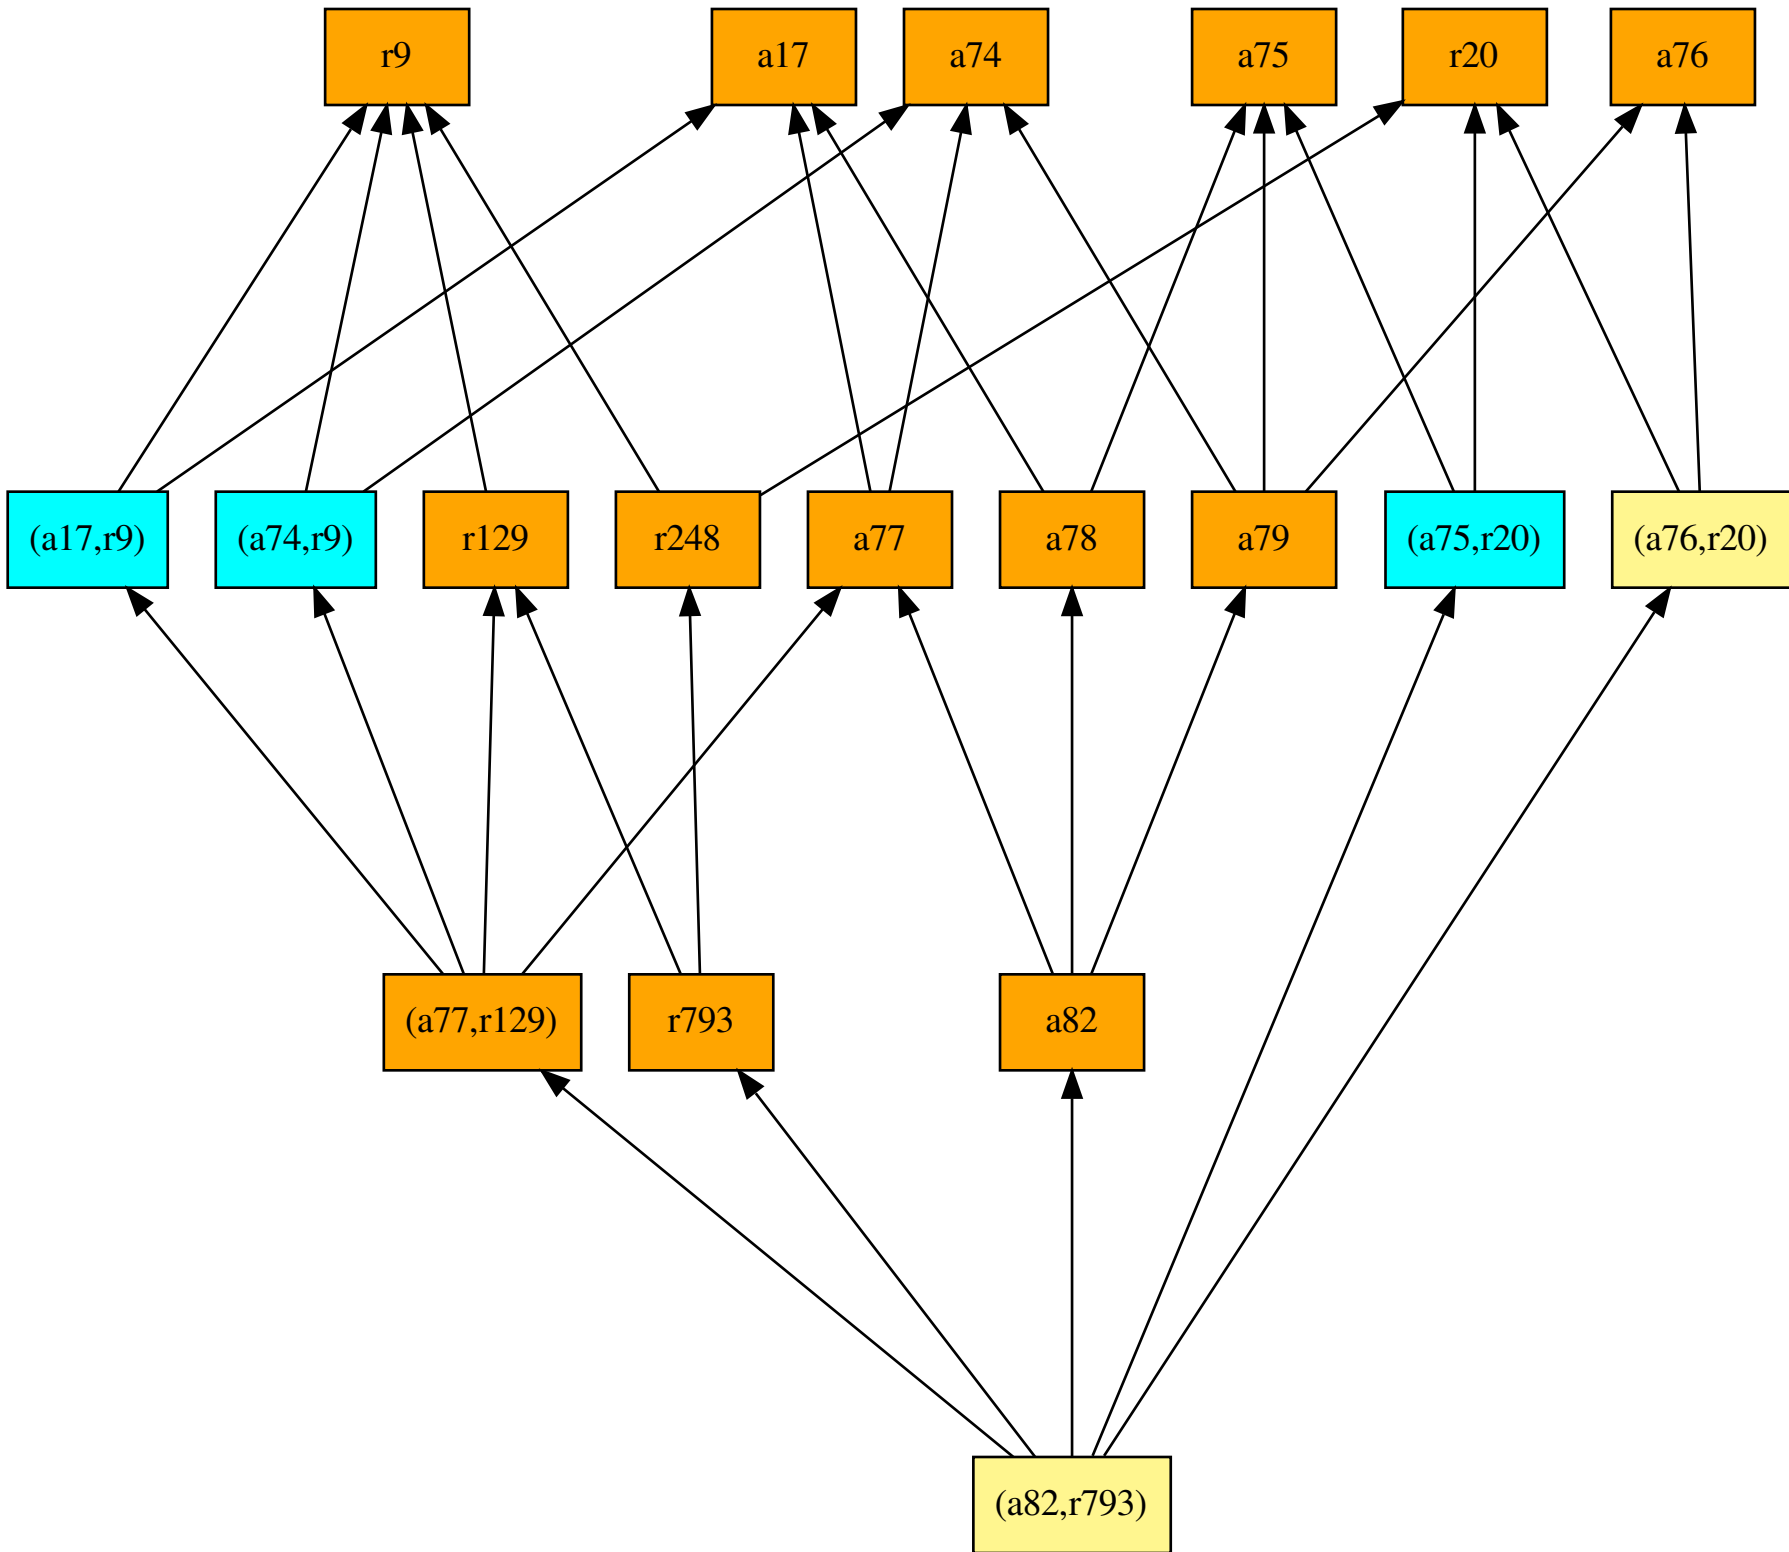 r9
a17
a74
a75
r20
a76
(a17,r9)
(a74,r9)
r129
r248
a77
a78
a79
(a75,r20)
(a76,r20)
(a77,r129)
r793
a82
(a82,r793)